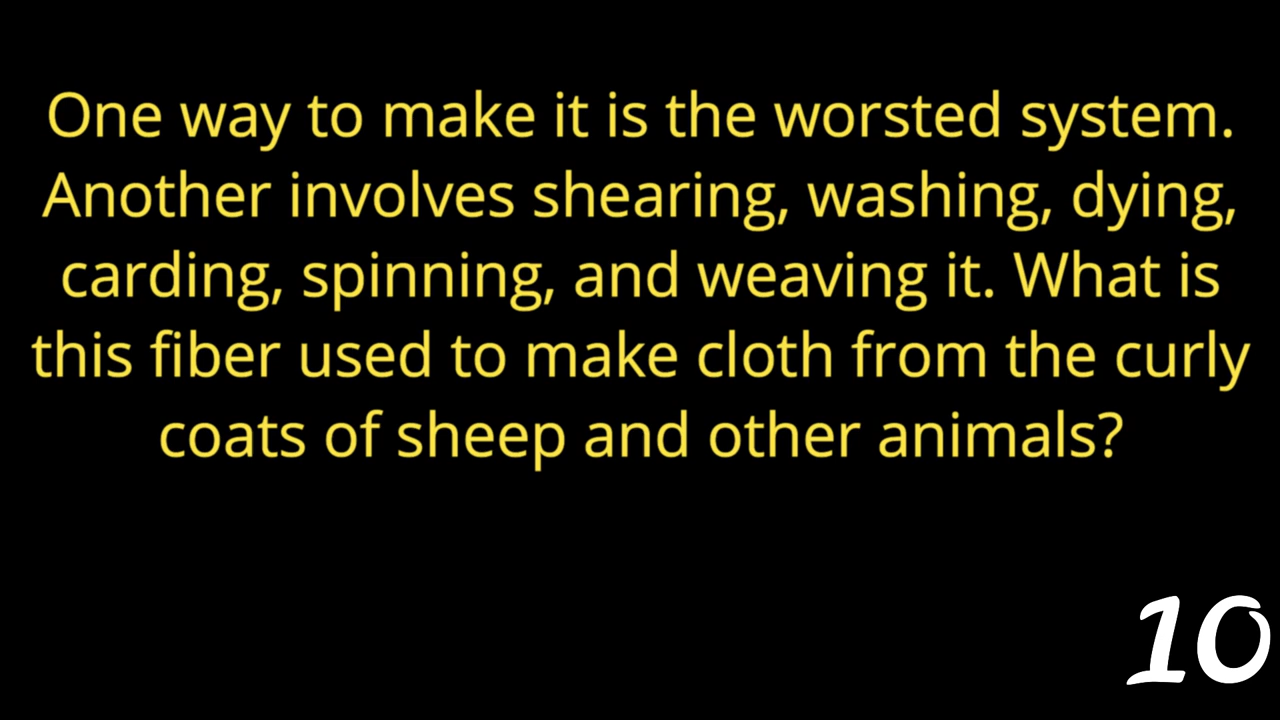 One way to make it is the worsted system.
Another involves shearing, washing, dying,
carding, spinning, and weaving it. What is
this fiber used to make cloth from the curly
coats of sheep and other animals?
10